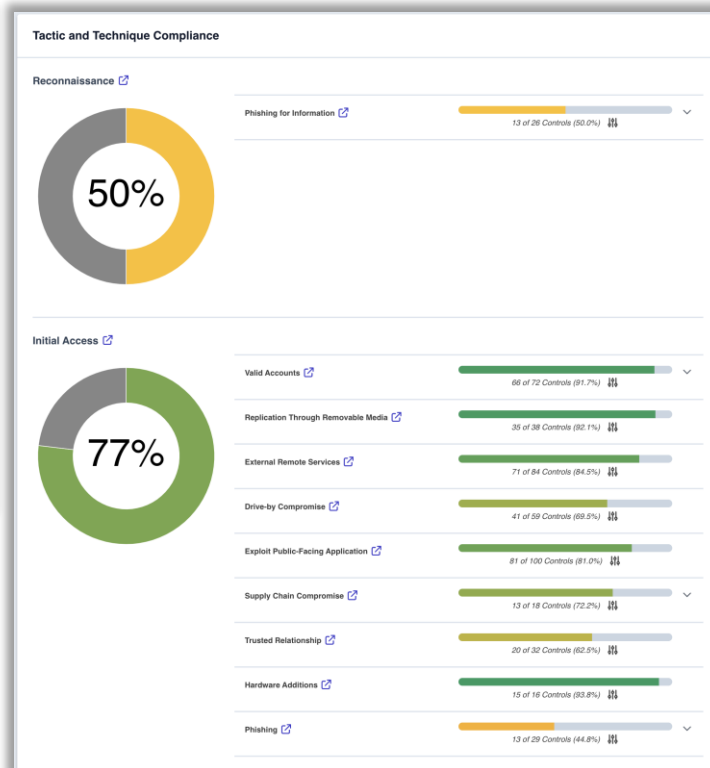 Tactic and Technique Compliance
Reconnaissance
50%
Phishing for Information
13 of 26 Controls (50.0%)
Initial Access
77%
Valid Accounts
66 of 72 Controls (91.7%)
Replication Through Removable Media
35 of 38 Controls (92.1%)
External Remote Services
71 of 84 Controls (84.5%)
Drive-by Compromise
41 of 59 Controls (69.5%)
Exploit Public-Facing Application
81 of 100 Controls (81.0%)
Supply Chain Compromise
13 of 18 Controls (72.2%)
Trusted Relationship
20 of 32 Controls (62.5%)
Hardware Additions
15 of 16 Controls (93.8%)
Phishing
13 of 29 Controls (44.8%)